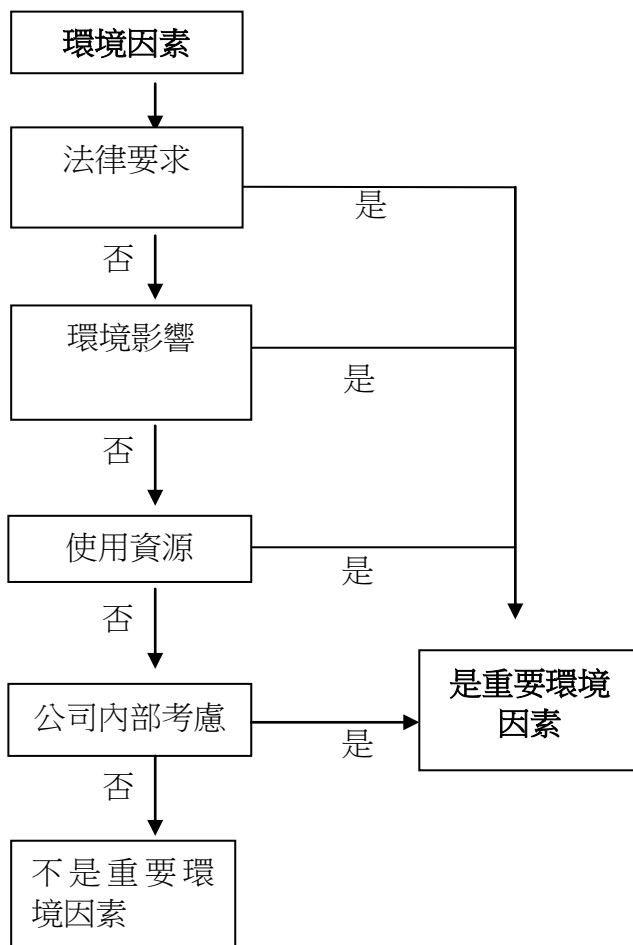 環境因素
法律要求
是
否
環境影響
是
否
使用資源
是
否
是重要環境
因素
公司內部考慮
是
否
不是重要環
境因素